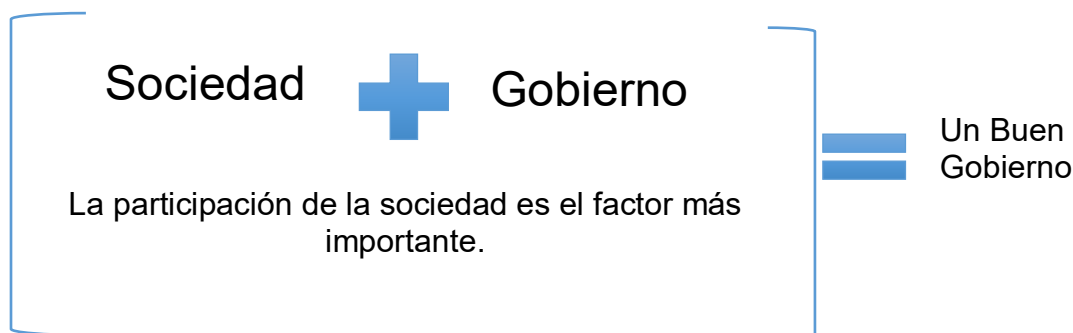 Sociedad
Gobierno
Un Buen
Gobierno
La participación de la sociedad es el factor más
importante.